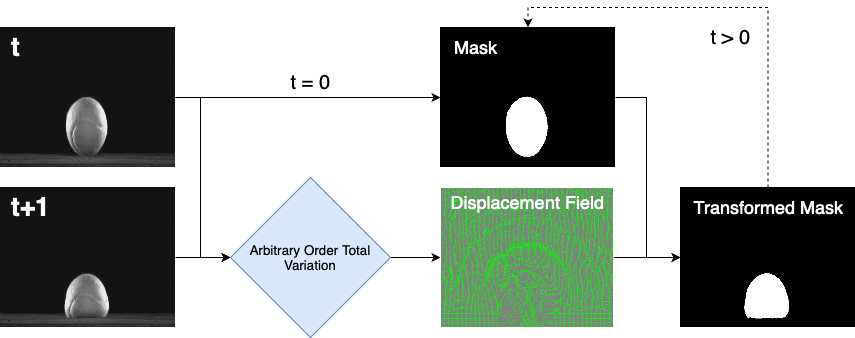 t
t = 0
Mask
t > 0
t+1
Arbitrary Order Total
Variation
Displacement Field
Transformed Mask